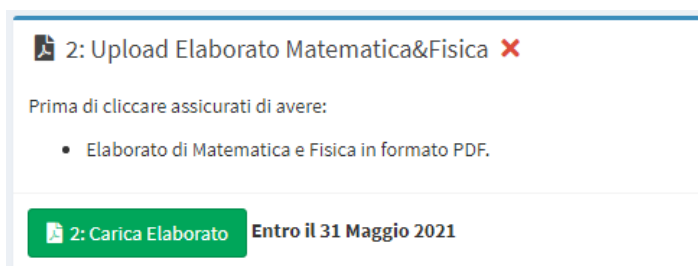 2: Upload Elaborato Matematica&Fisica
Prima di cliccare assicurati di avere:
Elaborato di Matematica e Fisica in formato PDF.
2: Carica Elaborato Entro il 31 Maggio 2021